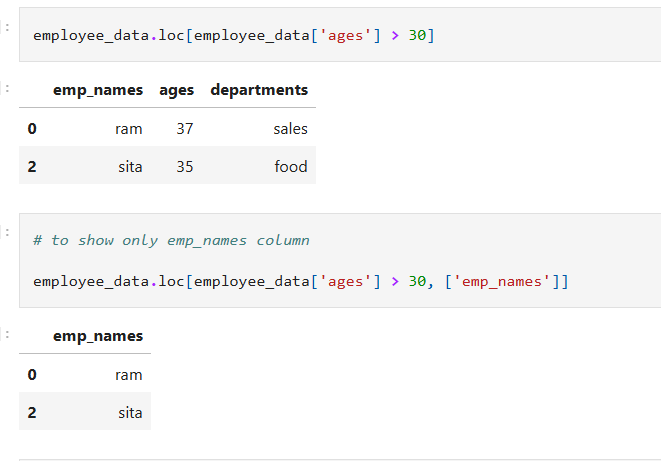 ]:
employee_data.loc[employee_data['ages'] > 30]
]:
emp_names ages departments
0 ram 37 sales
2 sita 35 food
]:
# to show only emp_names column
employee_data.loc[employee_data['ages'] > 30, ['emp_names']]
]:
emp_names
0 ram
2 sita